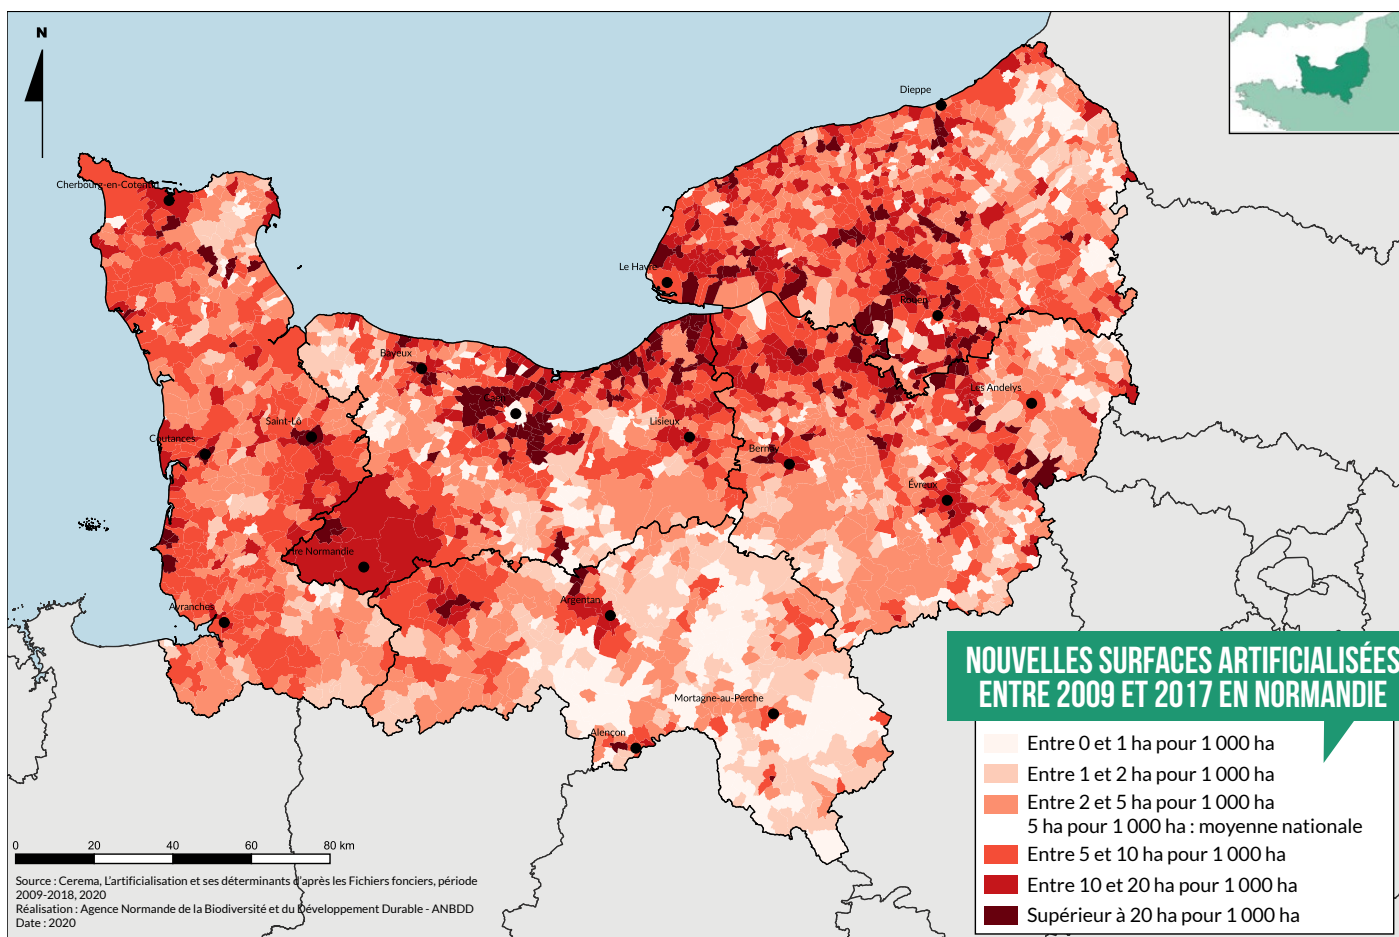 N
Dieppe
Cherbourg-en-Cotentin
Le Havre
Rouen
Bayeux
Caen
Les Andelys
Saint-Lô
Lisieux
Coutances
Bernay
Évreux
Vire Normandie
Argentan
Avranches
Mortagne-au-Perche
Alençon
NOUVELLES SURFACES ARTIFICIALISÉES
ENTRE 2009 ET 2017 EN NORMANDIE
Entre 0 et 1 ha pour 1 000 ha
Entre 1 et 2 ha pour 1 000 ha
Entre 2 et 5 ha pour 1 000 ha
5 ha pour 1 000 ha : moyenne nationale
Entre 5 et 10 ha pour 1 000 ha
Entre 10 et 20 ha pour 1 000 ha
Supérieur à 20 ha pour 1 000 ha
0 20 40 60 80 km
Source : Cerema, L'artificialisation et ses déterminants d'après les Fichiers fonciers, période
2009-2018, 2020
Réalisation : Agence Normande de la Biodiversité et du Développement Durable - ANBDD
Date : 2020